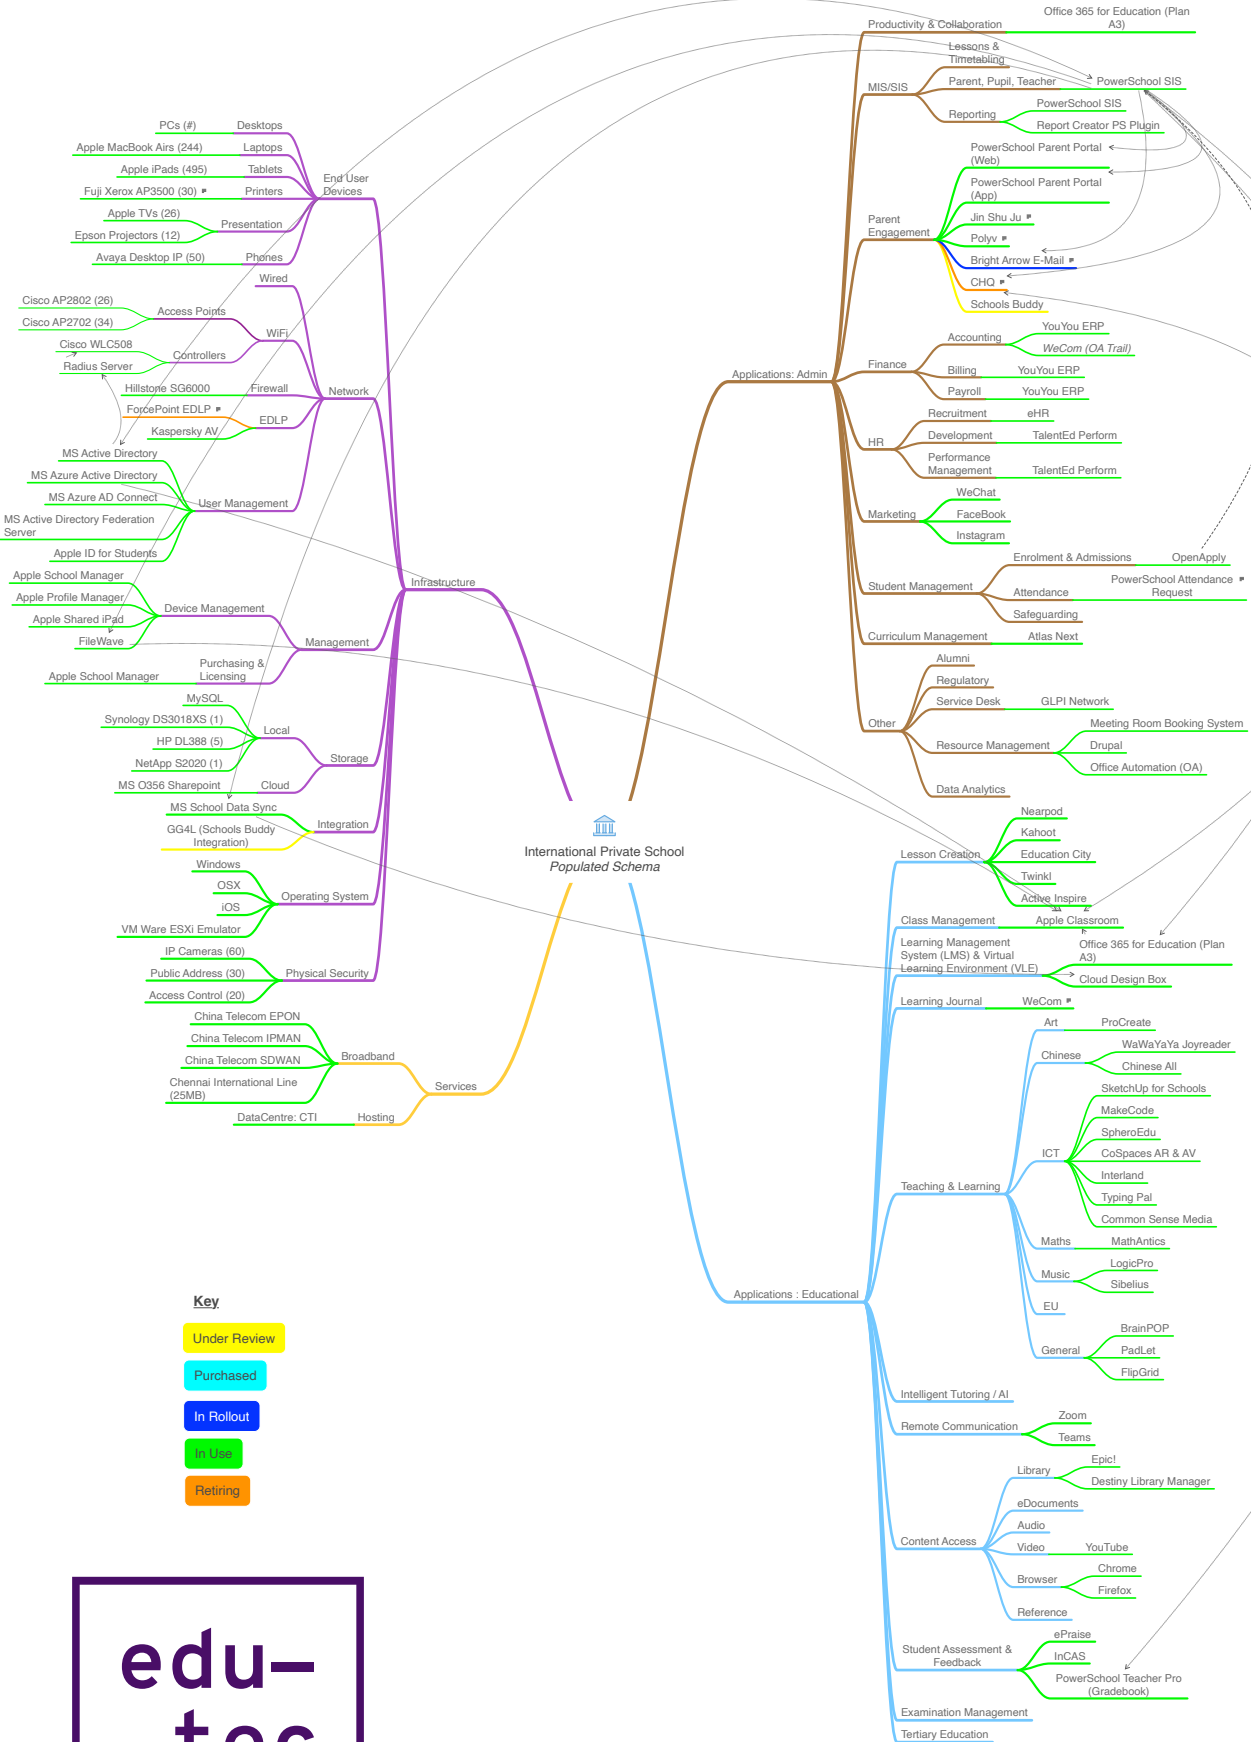 Office 365 for Education (Plan
A3)
Productivity & Collaboration
Lessons &
Timetabling
MIS/SIS
Parent, Pupil, Teacher
PowerSchool SIS
Reporting
PowerSchool SIS
Report Creator PS Plugin
PowerSchool Parent Portal
(Web)
PowerSchool Parent Portal
(App)
Parent
Engagement
Jin Shu Ju
Polyv
Bright Arrow E-Mail
CHQ
Schools Buddy
Applications: Admin
Finance
Accounting
YouYou ERP
WeCom (OA Trail)
Billing
YouYou ERP
Payroll
YouYou ERP
HR
Recruitment
eHR
Development
TalentEd Perform
Performance
Management
TalentEd Perform
Marketing
WeChat
FaceBook
Instagram
Student Management
Enrolment & Admissions
OpenApply
Attendance
PowerSchool Attendance
Request
Safeguarding
Curriculum Management
Atlas Next
Other
Alumni
Regulatory
Service Desk
GLPI Network
Resource Management
Meeting Room Booking System
Drupal
Office Automation (OA)
Data Analytics
PCs (#)
Desktops
Apple MacBook Airs (244)
Laptops
Apple iPads (495)
Tablets
End User
Devices
Fuji Xerox AP3500 (30)
Printers
Apple TVs (26)
Epson Projectors (12)
Presentation
Avaya Desktop IP (50)
Phones
Wired
Cisco AP2802 (26)
Cisco AP2702 (34)
Access Points
WiFi
Cisco WLC508
Radius Server
Controllers
Hillstone SG6000
Firewall
Network
ForcePoint EDLP
Kaspersky AV
EDLP
MS Active Directory
MS Azure Active Directory
MS Azure AD Connect
MS Active Directory Federation
Server
Apple ID for Students
User Management
Infrastructure
Apple School Manager
Apple Profile Manager
Apple Shared iPad
FileWave
Device Management
Management
Purchasing &
Licensing
Apple School Manager
MySQL
Synology DS3018XS (1)
HP DL388 (5)
NetApp S2020 (1)
Local
Storage
MS O356 Sharepoint
Cloud
MS School Data Sync
GG4L (Schools Buddy
Integration)
Integration
Windows
OSX
iOS
VM Ware ESXi Emulator
Operating System
IP Cameras (60)
Public Address (30)
Access Control (20)
Physical Security
International Private School
Populated Schema
China Telecom EPON
China Telecom IPMAN
China Telecom SDWAN
Chennai International Line
(25MB)
Broadband
Services
DataCentre: CTI
Hosting
Lesson Creation
Nearpod
Kahoot
Education City
Twinkl
Active Inspire
Class Management
Apple Classroom
Learning Management
System (LMS) & Virtual
Learning Environment (VLE)
Office 365 for Education (Plan
A3)
Cloud Design Box
Learning Journal
WeCom
Art
ProCreate
Chinese
WaWaYaYa Joyreader
Chinese All
ICT
SketchUp for Schools
MakeCode
SpheroEdu
CoSpaces AR & AV
Interland
Typing Pal
Common Sense Media
Teaching & Learning
Maths
MathAntics
Music
LogicPro
Sibelius
EU
General
BrainPOP
PadLet
FlipGrid
Applications : Educational
Intelligent Tutoring / AI
Remote Communication
Zoom
Teams
Content Access
Library
Epic!
Destiny Library Manager
eDocuments
Audio
Video
YouTube
Browser
Chrome
Firefox
Reference
Student Assessment &
Feedback
ePraise
InCAS
PowerSchool Teacher Pro
(Gradebook)
Examination Management
Tertiary Education
Key
Under Review
Purchased
In Rollout
In Use
Retiring
edu–
tec